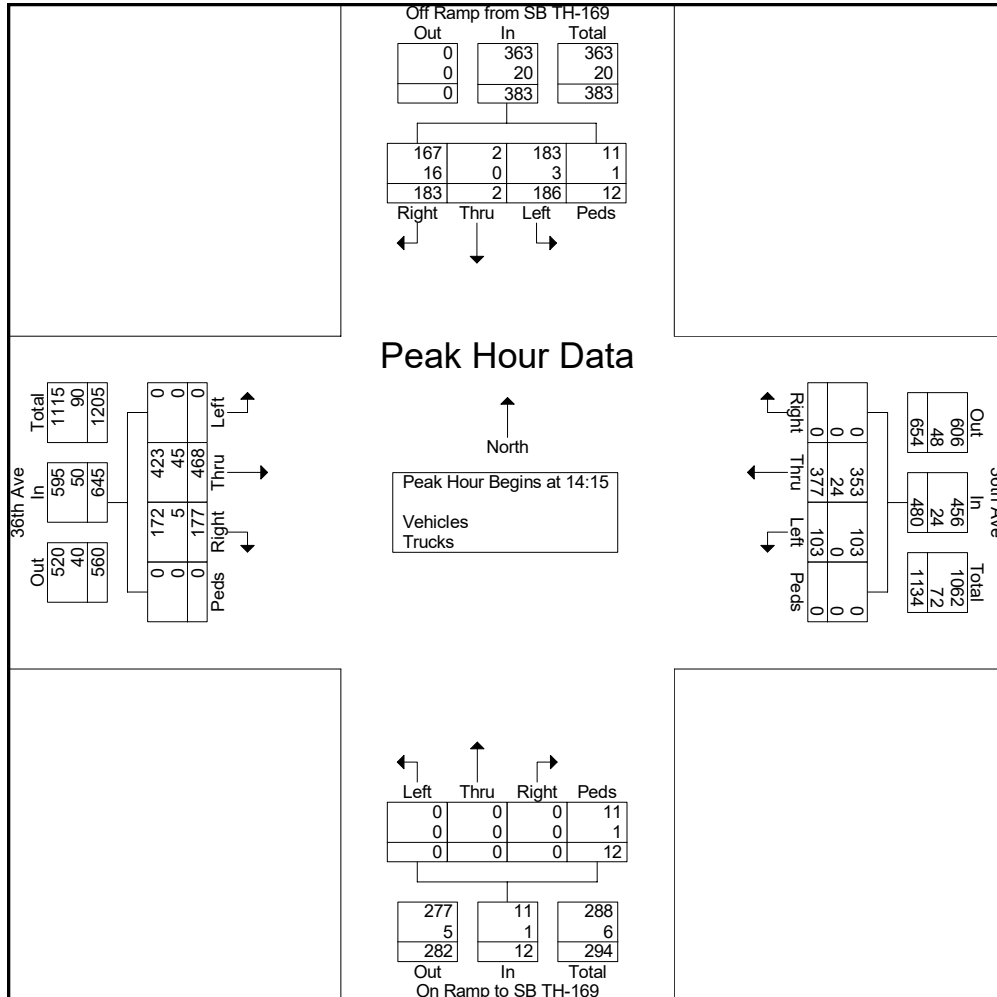 Off Ramp from SB TH-169
Out In Total
0 363 363
0 20 20
0 383 383
167 2 183 11
16 0 3 1
183 2 186 12
Right Thru Left Peds
Peak Hour Data
North
Peak Hour Begins at 14:15
Vehicles
Trucks
36th Ave
Total In Out
1115 595 520
90 50 40
1205 645 560
0 423 172 0
0 45 5 0
0 468 177 0
Left Thru Right Peds
Right Thru Left Peds
0 377 103 0
0 24 0 0
0 353 103 0
654 480 1134
48 24 72
606 456 1062
Out In Total
36th Ave
Left Thru Right Peds
0 0 0 11
0 0 0 1
0 0 0 12
277 11 288
5 1 6
282 12 294
Out In Total
On Ramp to SB TH-169